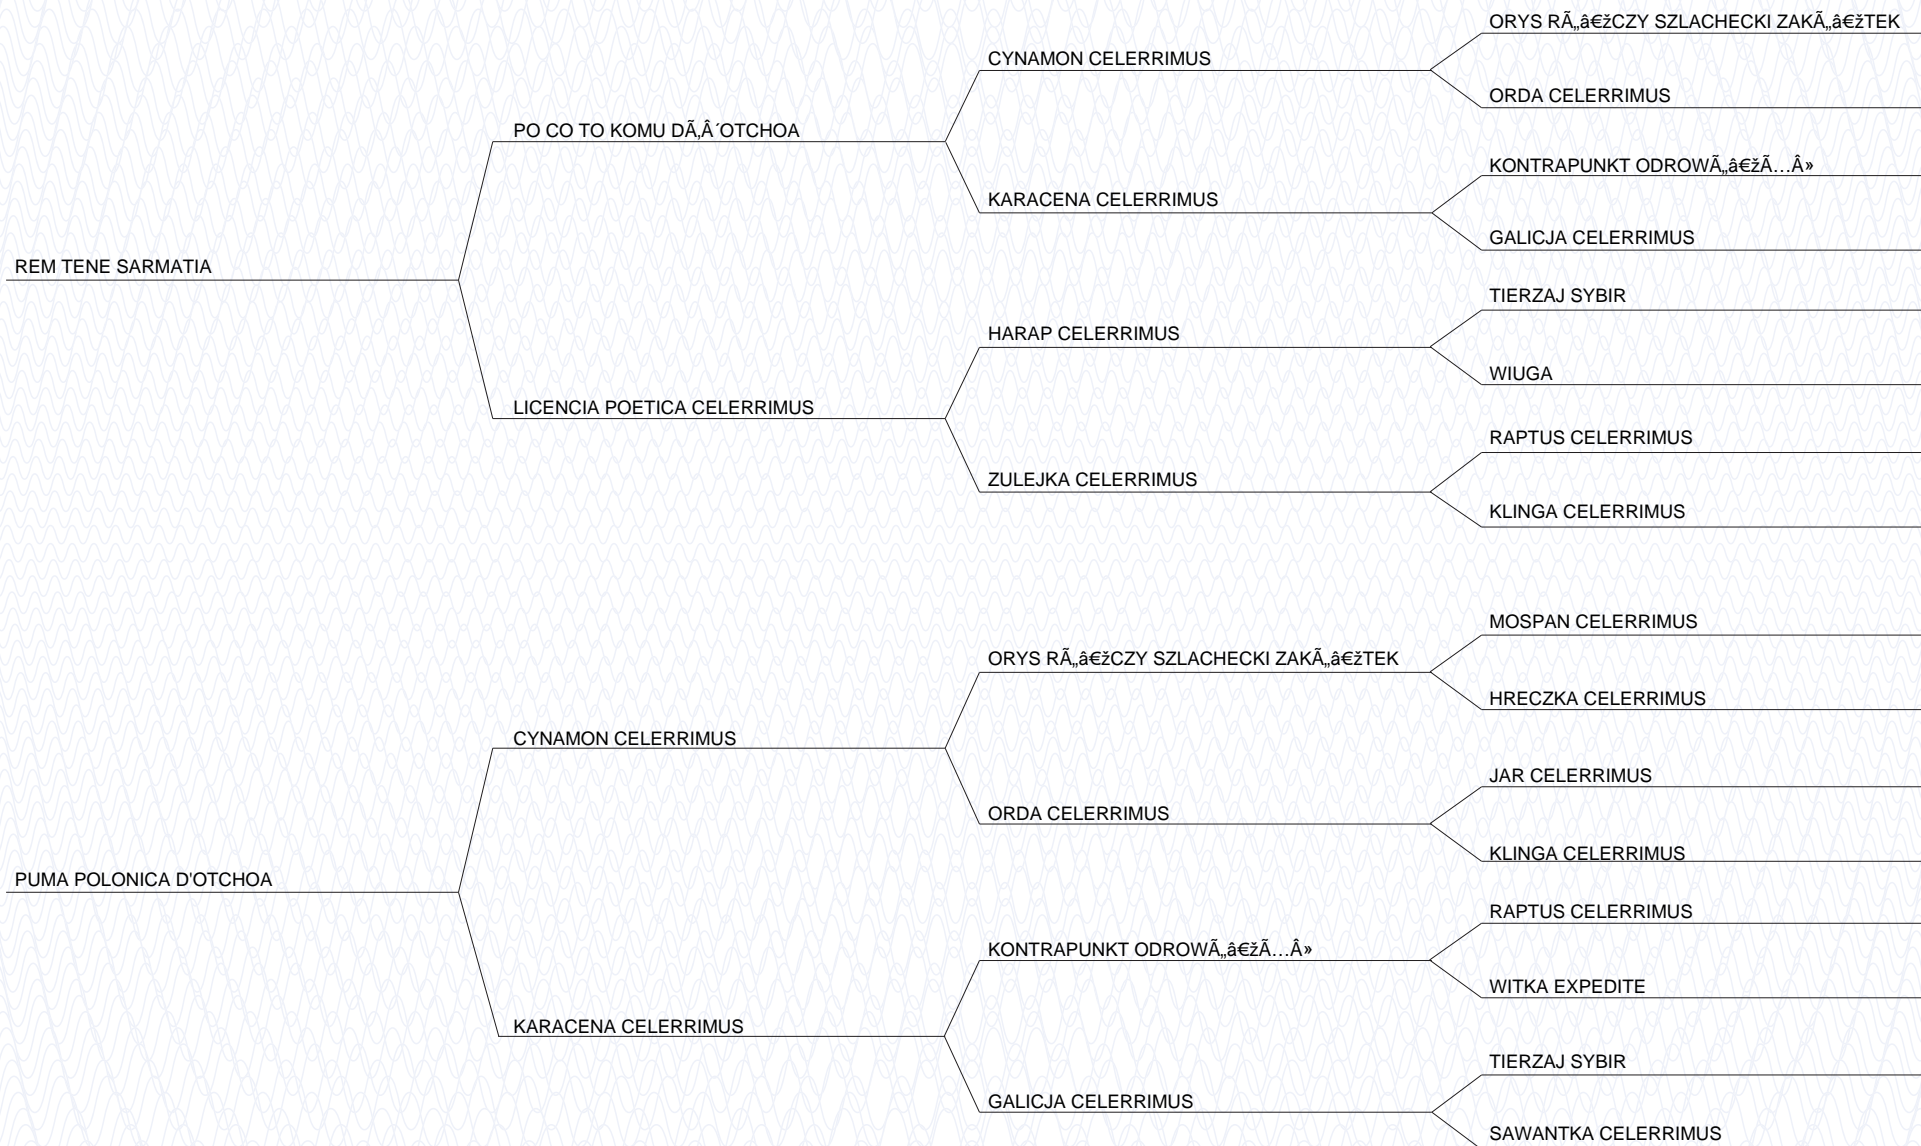 ORYS RÃ„â€žCZY SZLACHECKI ZAKÃ„â€žTEK
CYNAMON CELERRIMUS
ORDA CELERRIMUS
PO CO TO KOMU DÃ‚Â´OTCHOA
KONTRAPUNKT ODROWÃ„â€žÃ…Â»
KARACENA CELERRIMUS
GALICJA CELERRIMUS
REM TENE SARMATIA
TIERZAJ SYBIR
HARAP CELERRIMUS
WIUGA
LICENCIA POETICA CELERRIMUS
RAPTUS CELERRIMUS
ZULEJKA CELERRIMUS
KLINGA CELERRIMUS
MOSPAN CELERRIMUS
ORYS RÃ„â€žCZY SZLACHECKI ZAKÃ„â€žTEK
HRECZKA CELERRIMUS
CYNAMON CELERRIMUS
JAR CELERRIMUS
ORDA CELERRIMUS
KLINGA CELERRIMUS
PUMA POLONICA D'OTCHOA
RAPTUS CELERRIMUS
KONTRAPUNKT ODROWÃ„â€žÃ…Â»
WITKA EXPEDITE
KARACENA CELERRIMUS
TIERZAJ SYBIR
GALICJA CELERRIMUS
SAWANTKA CELERRIMUS